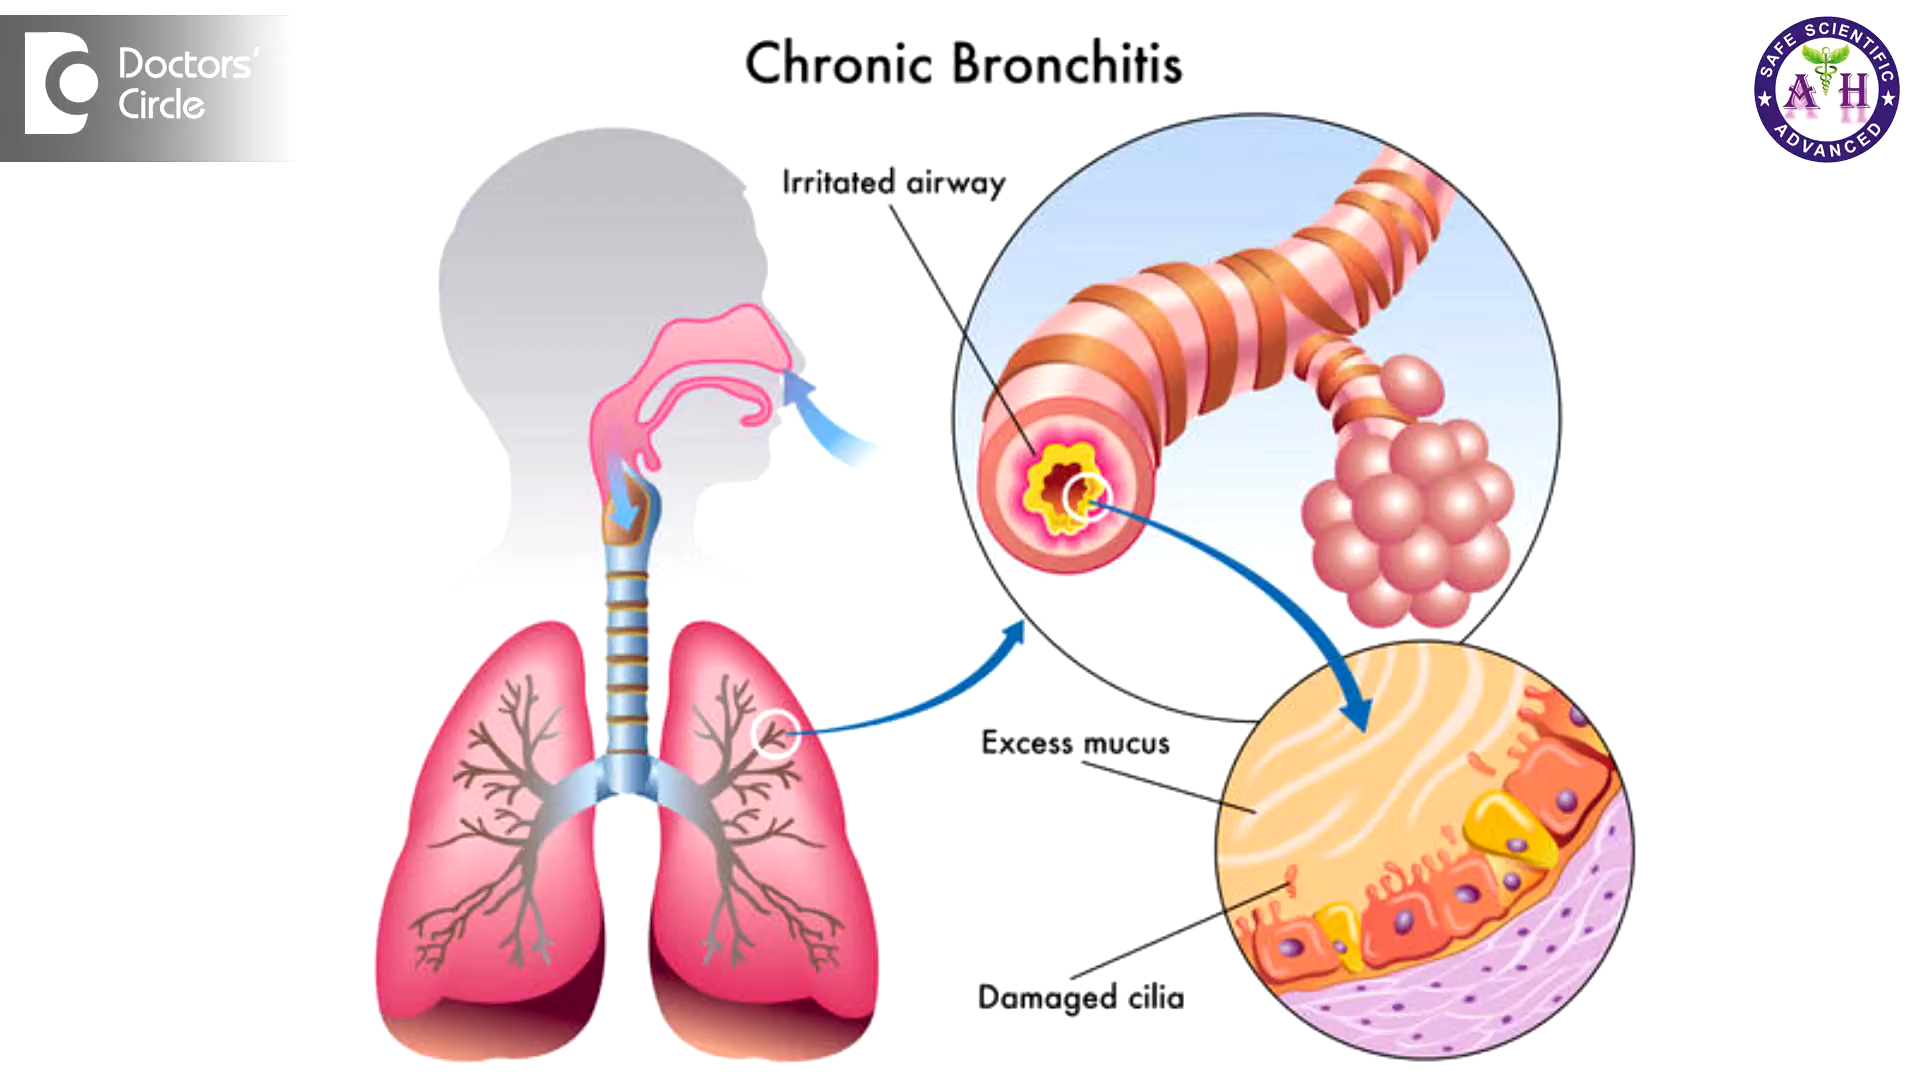 Doctors'
Circle
Chronic Bronchitis
SAFE SCIENTIFIC
A H
ADVANCED
Irritated airway
Excess mucus
Damaged cilia